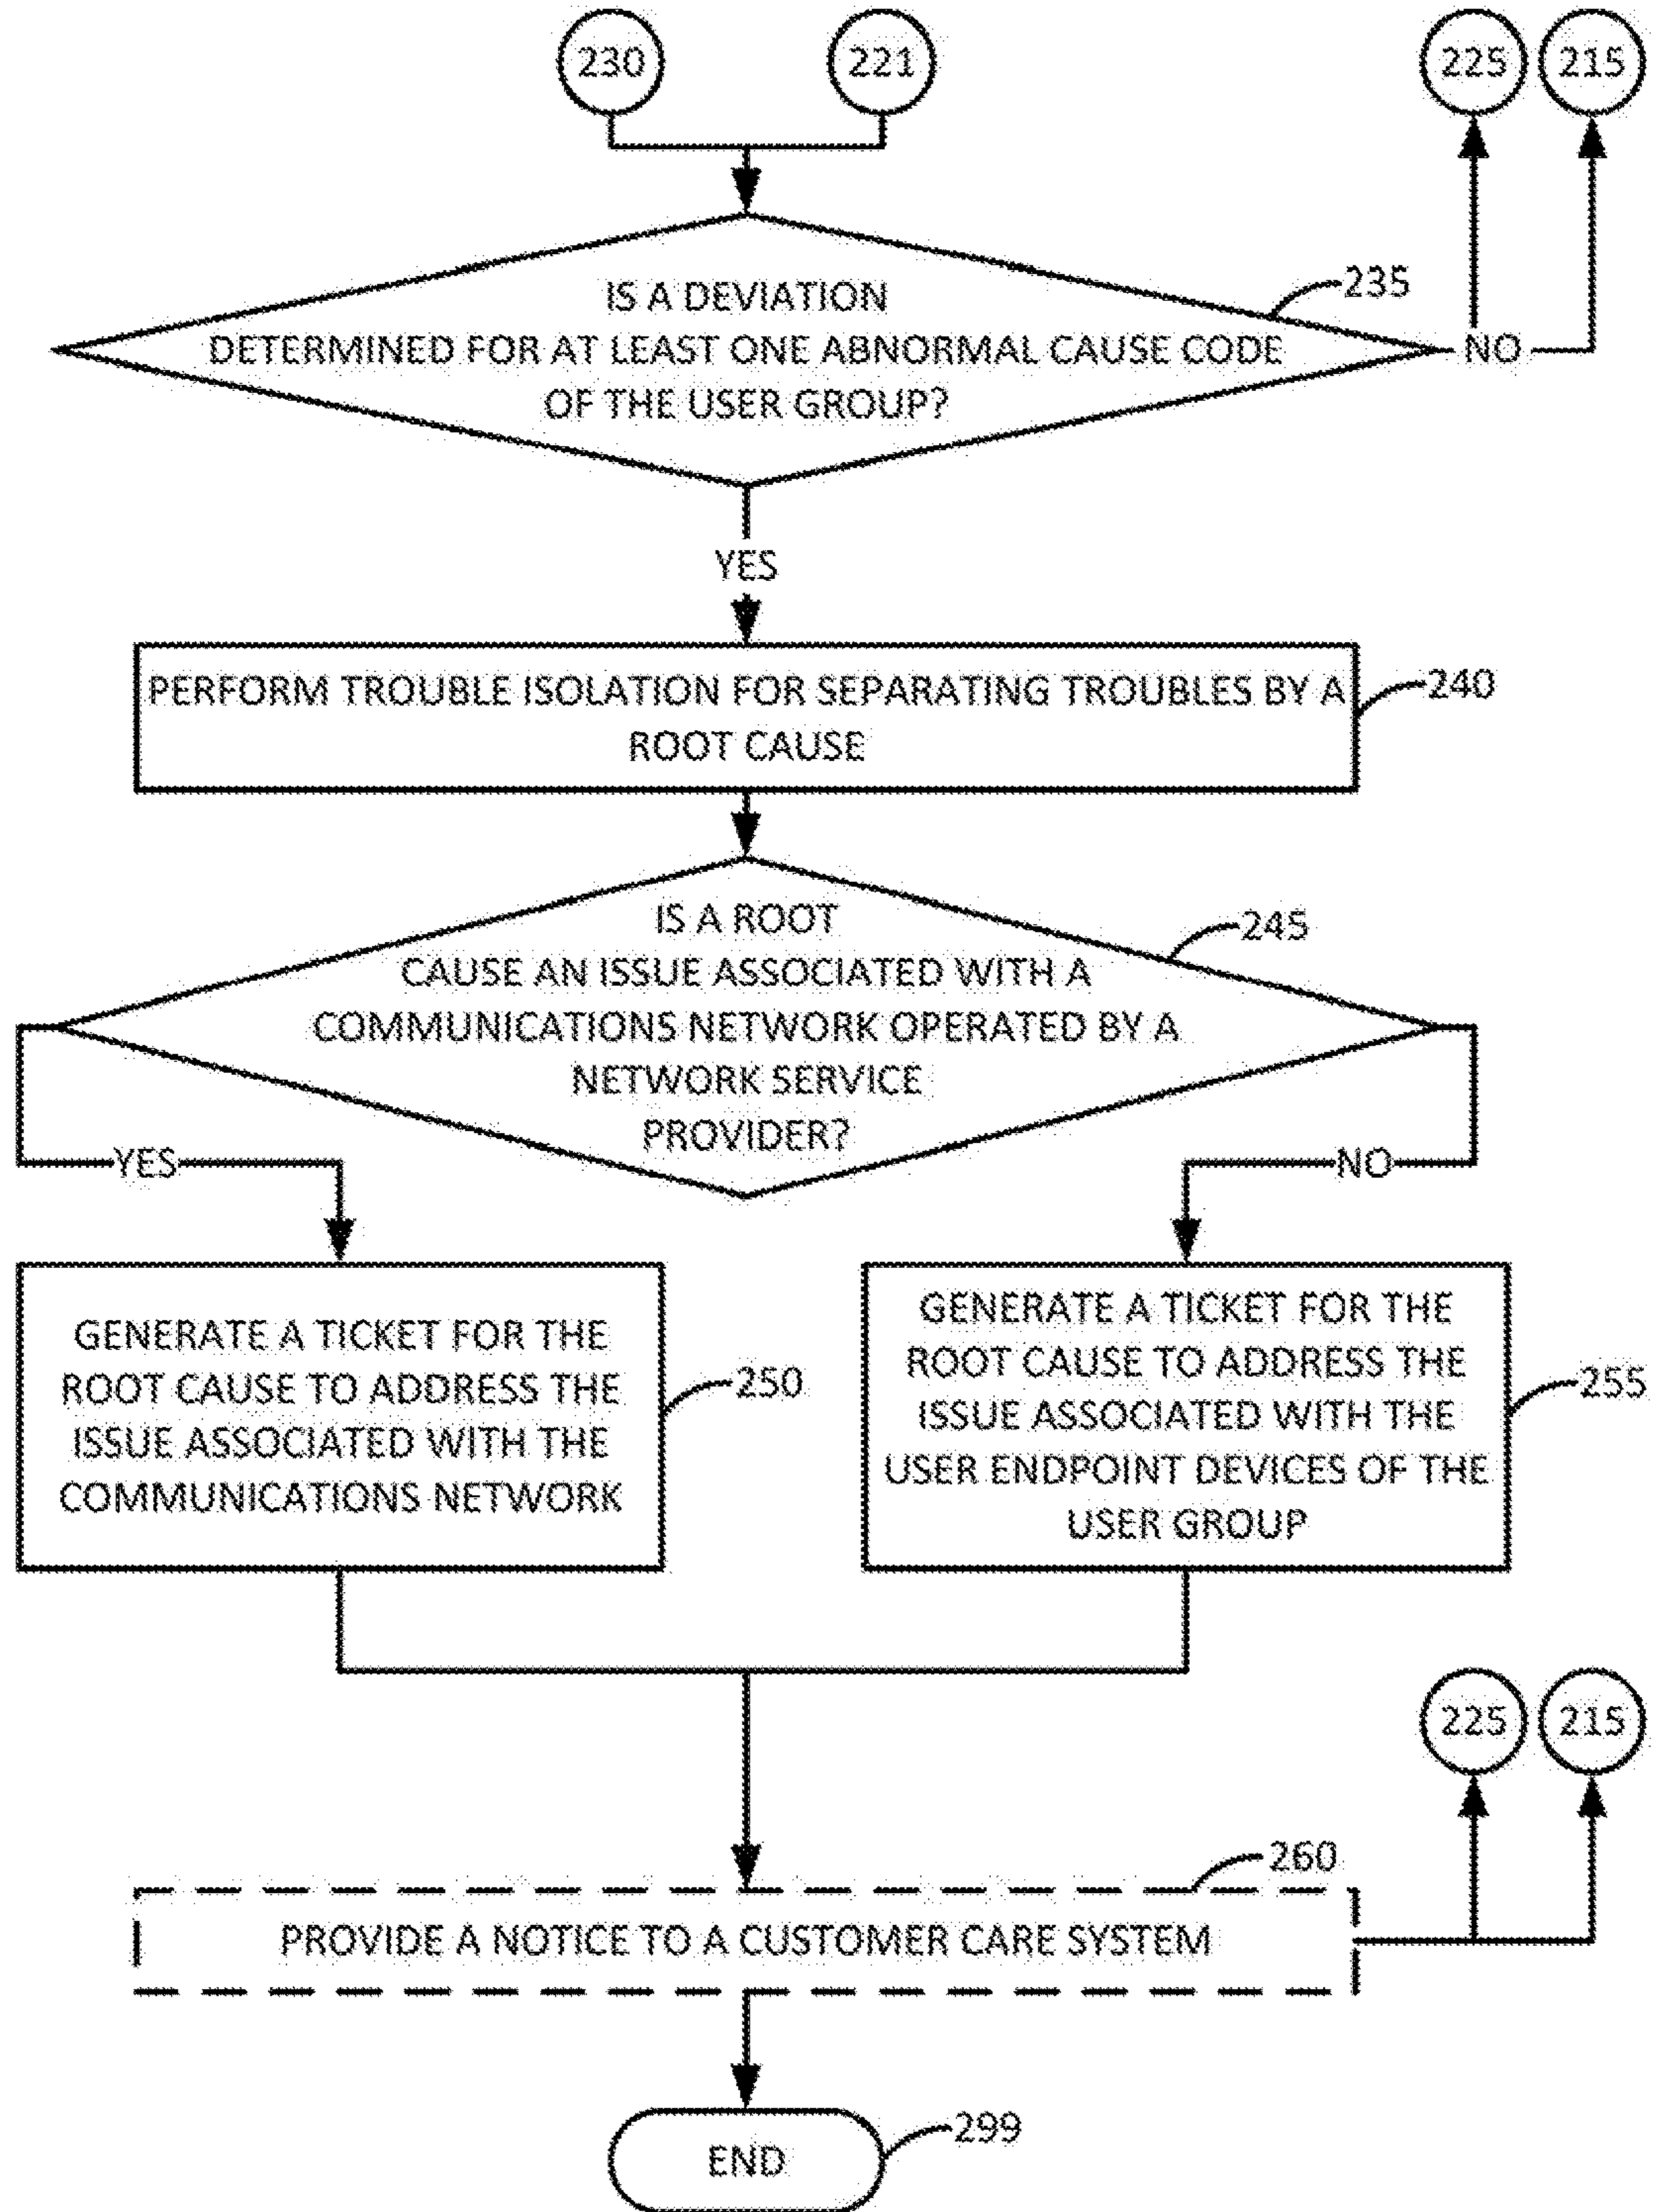 230
221
225
215
IS A DEVIATION
DETERMINED FOR AT LEAST ONE ABNORMAL CAUSE CODE
OF THE USER GROUP?
235
NO
YES
PERFORM TROUBLE ISOLATION FOR SEPARATING TROUBLES BY A
ROOT CAUSE
240
IS A ROOT
CAUSE AN ISSUE ASSOCIATED WITH A
COMMUNICATIONS NETWORK OPERATED BY A
NETWORK SERVICE
PROVIDER?
245
YES
NO
GENERATE A TICKET FOR THE
ROOT CAUSE TO ADDRESS THE
ISSUE ASSOCIATED WITH THE
COMMUNICATIONS NETWORK
250
GENERATE A TICKET FOR THE
ROOT CAUSE TO ADDRESS THE
ISSUE ASSOCIATED WITH THE
USER ENDPOINT DEVICES OF THE
USER GROUP
255
225
215
260
PROVIDE A NOTICE TO A CUSTOMER CARE SYSTEM
END
299